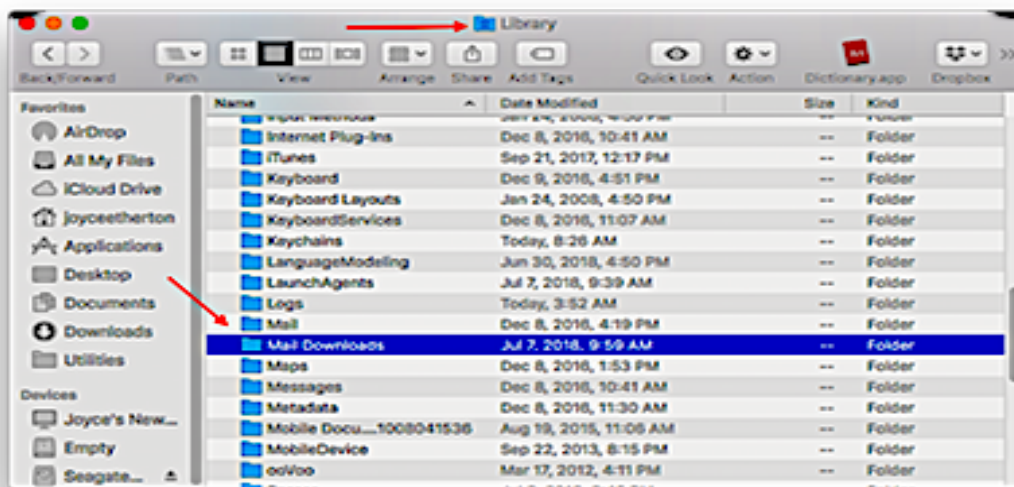 Library
Back/Forward Path View Arrange Share Add Tags Quick Look Action Dictionary.app Dropbox
Favorites
AirDrop
All My Files
iCloud Drive
joyceetherton
Applications
Desktop
Documents
Downloads
Utilities
Devices
Joyce's New...
Empty
Seagate...
Name Date Modified Size Kind
Input Methods Jan 24, 2008, 4:50 PM -- Folder
Internet Plug-Ins Dec 8, 2016, 10:41 AM -- Folder
iTunes Sep 21, 2017, 12:17 PM -- Folder
Keyboard Dec 9, 2016, 4:51 PM -- Folder
Keyboard Layouts Jan 24, 2008, 4:50 PM -- Folder
KeyboardServices Dec 8, 2016, 11:07 AM -- Folder
Keychains Today, 8:26 AM -- Folder
LanguageModeling Jun 30, 2018, 4:50 PM -- Folder
LaunchAgents Jul 7, 2018, 9:39 AM -- Folder
Logs Today, 3:52 AM -- Folder
Mail Dec 8, 2016, 4:19 PM -- Folder
Mail Downloads Jul 7, 2018, 9:59 AM -- Folder
Maps Dec 8, 2016, 1:53 PM -- Folder
Messages Dec 8, 2016, 10:41 AM -- Folder
Metadata Dec 8, 2016, 11:30 AM -- Folder
Mobile Docu....1008041536 Aug 19, 2015, 11:06 AM -- Folder
MobileDevice Sep 22, 2013, 8:15 PM -- Folder
ooVoo Mar 17, 2012, 4:11 PM -- Folder